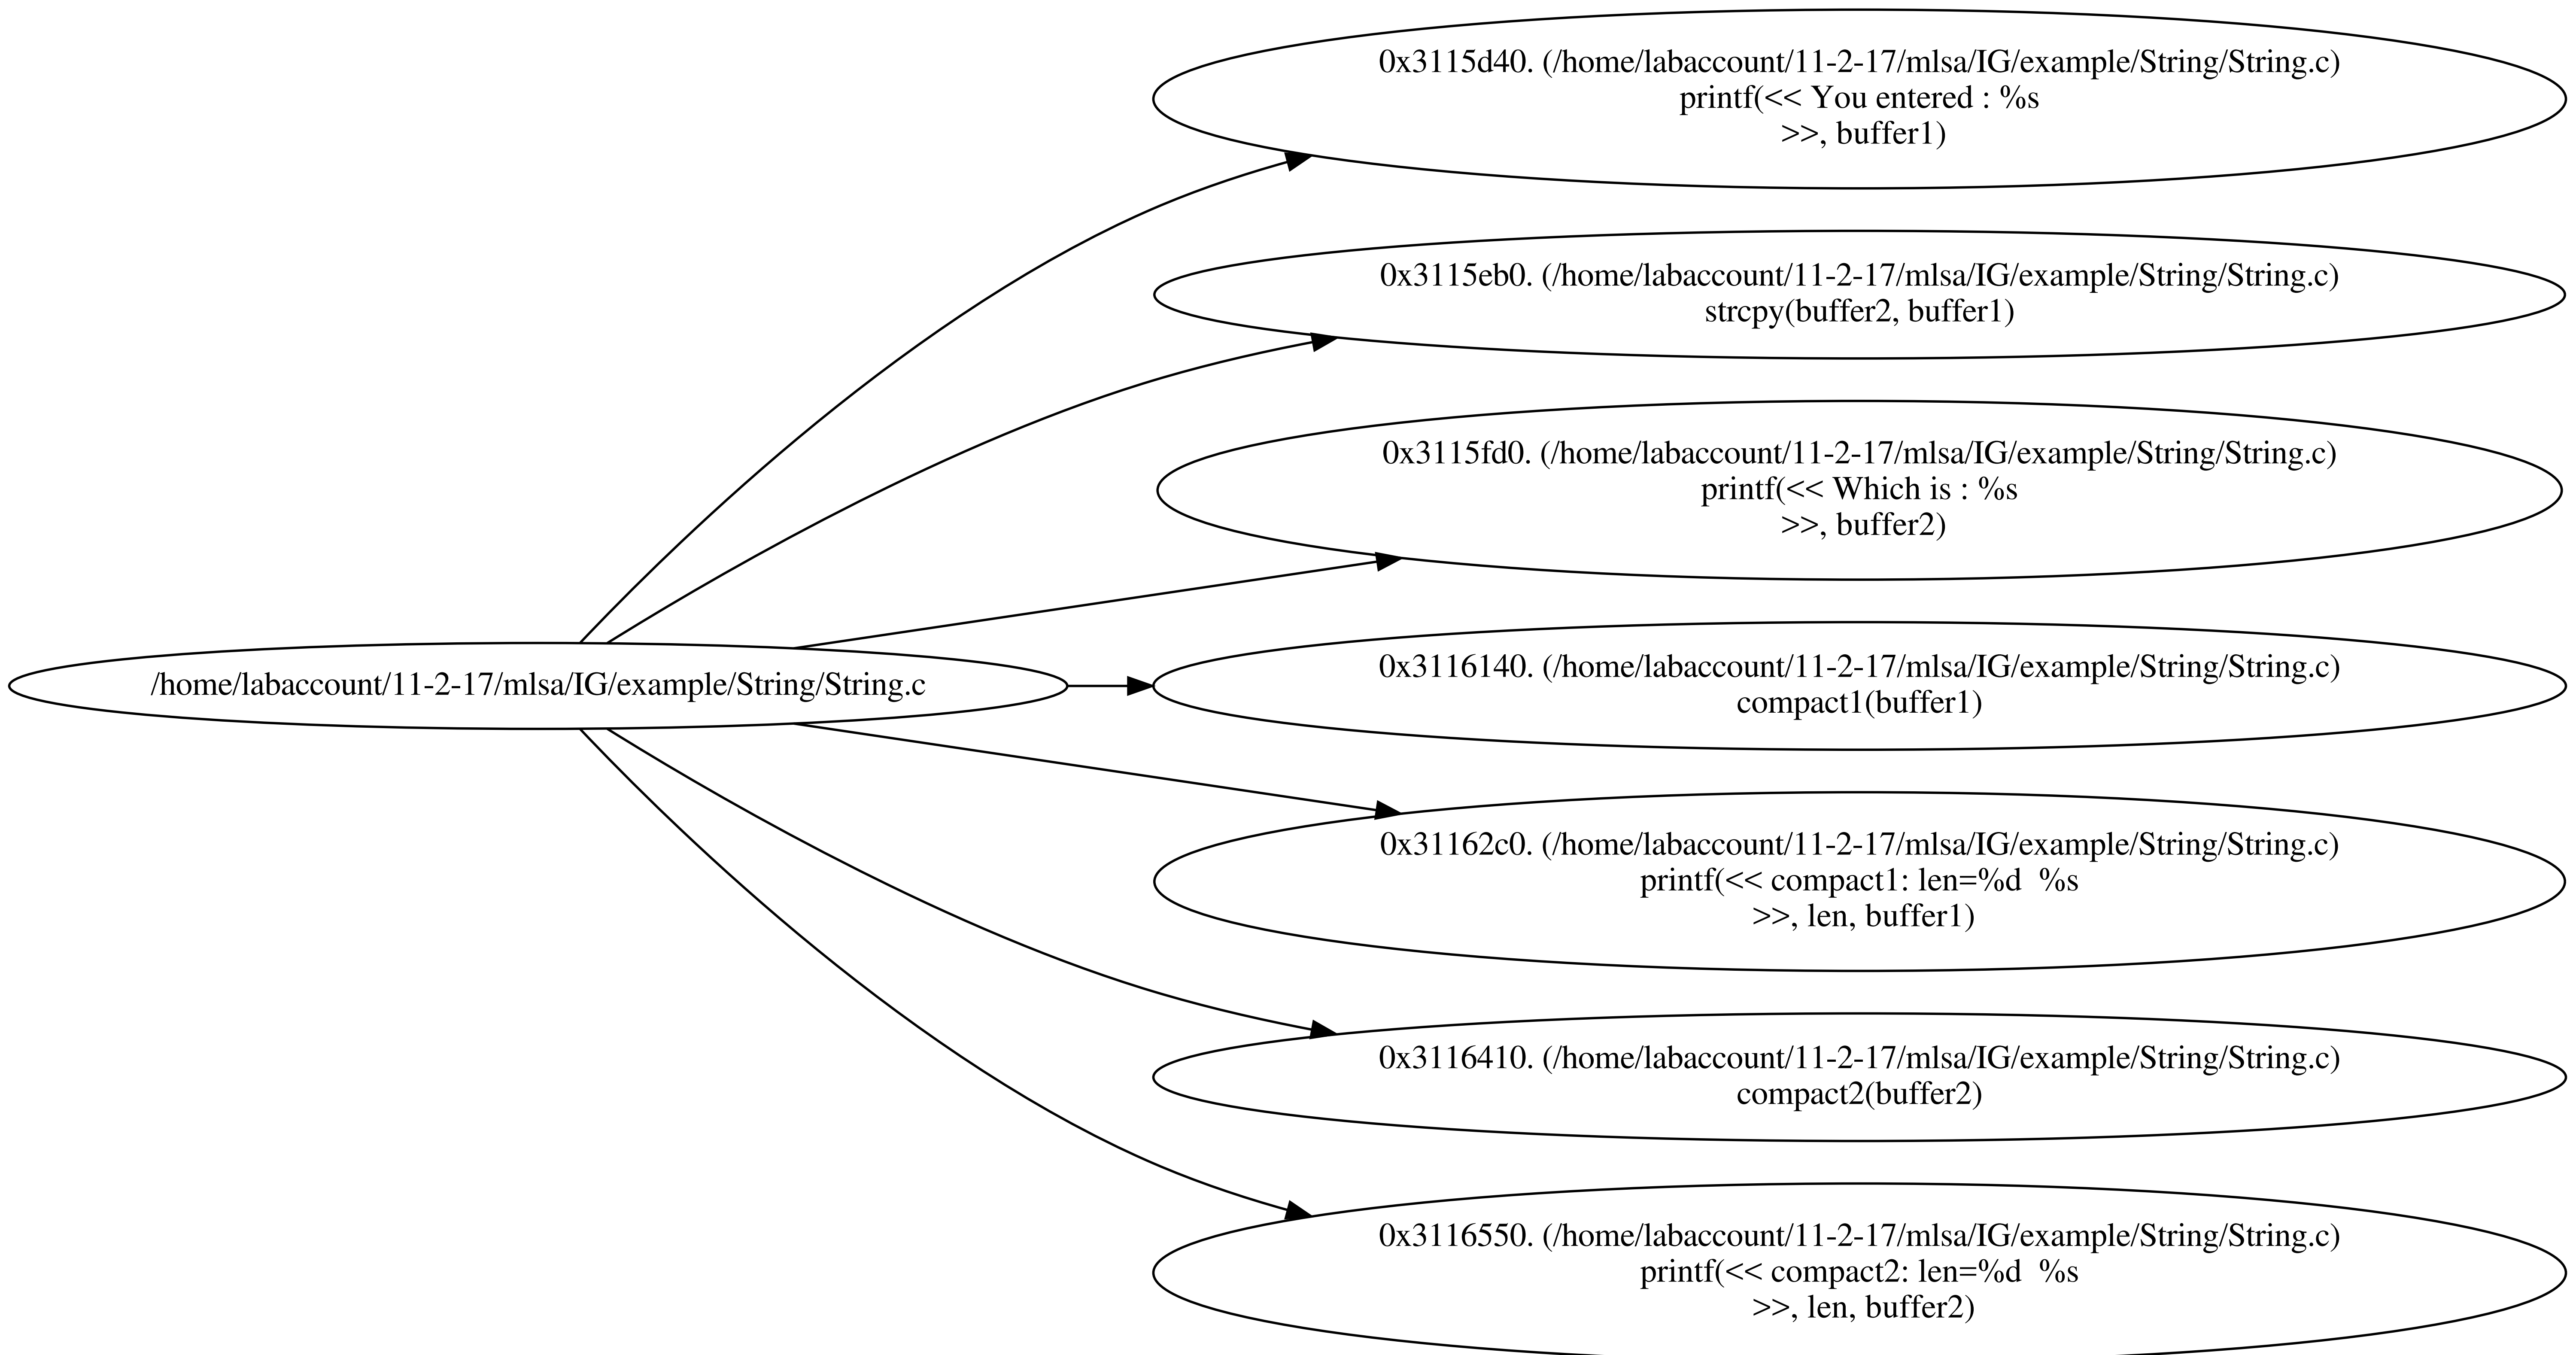 0x3115d40. (/home/labaccount/11-2-17/mlsa/IG/example/String/String.c)
printf(<< You entered : %s
>>, buffer1)
0x3115eb0. (/home/labaccount/11-2-17/mlsa/IG/example/String/String.c)
strcpy(buffer2, buffer1)
0x3115fd0. (/home/labaccount/11-2-17/mlsa/IG/example/String/String.c)
printf(<< Which is : %s
>>, buffer2)
/home/labaccount/11-2-17/mlsa/IG/example/String/String.c
0x3116140. (/home/labaccount/11-2-17/mlsa/IG/example/String/String.c)
compact1(buffer1)
0x31162c0. (/home/labaccount/11-2-17/mlsa/IG/example/String/String.c)
printf(<< compact1: len=%d  %s
>>, len, buffer1)
0x3116410. (/home/labaccount/11-2-17/mlsa/IG/example/String/String.c)
compact2(buffer2)
0x3116550. (/home/labaccount/11-2-17/mlsa/IG/example/String/String.c)
printf(<< compact2: len=%d  %s
>>, len, buffer2)